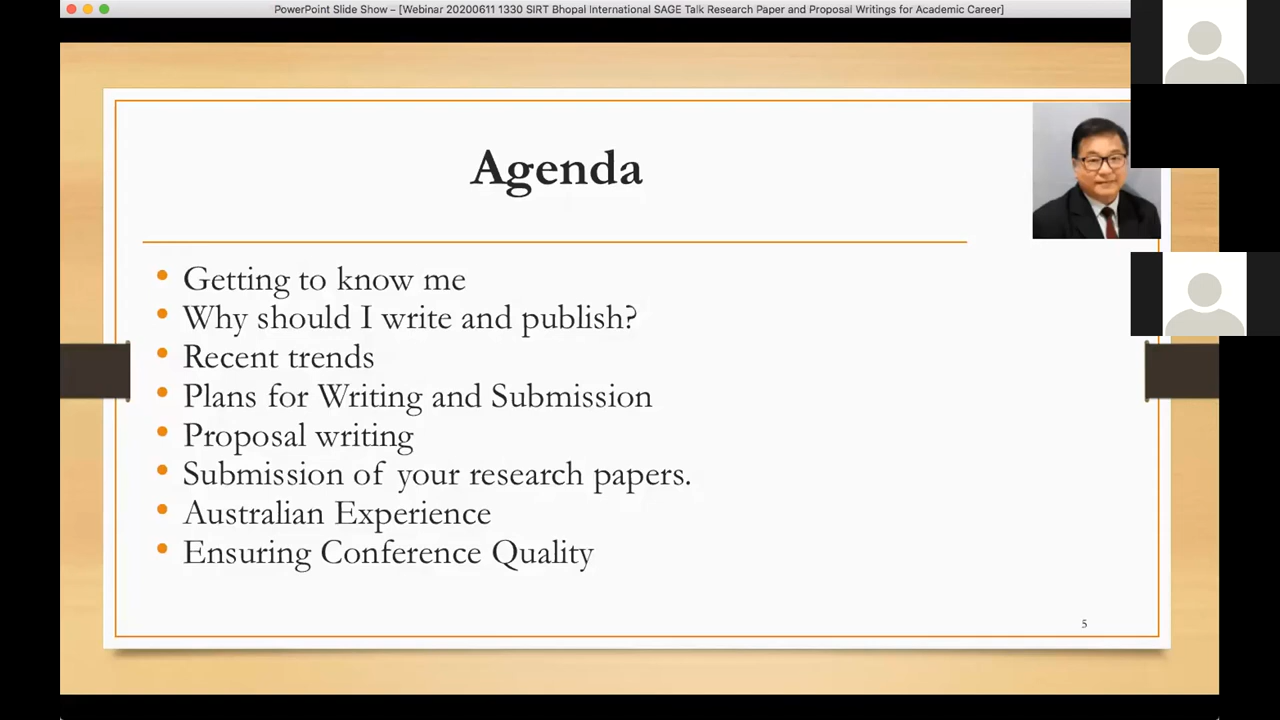 PowerPoint Slide Show – [Webinar 20200611 1330 SIRT Bhopal International SAGE Talk Research Paper and Proposal Writings for Academic Career]
Agenda
• Getting to know me
• Why should I write and publish?
• Recent trends
• Plans for Writing and Submission
• Proposal writing
• Submission of your research papers.
• Australian Experience
• Ensuring Conference Quality
5